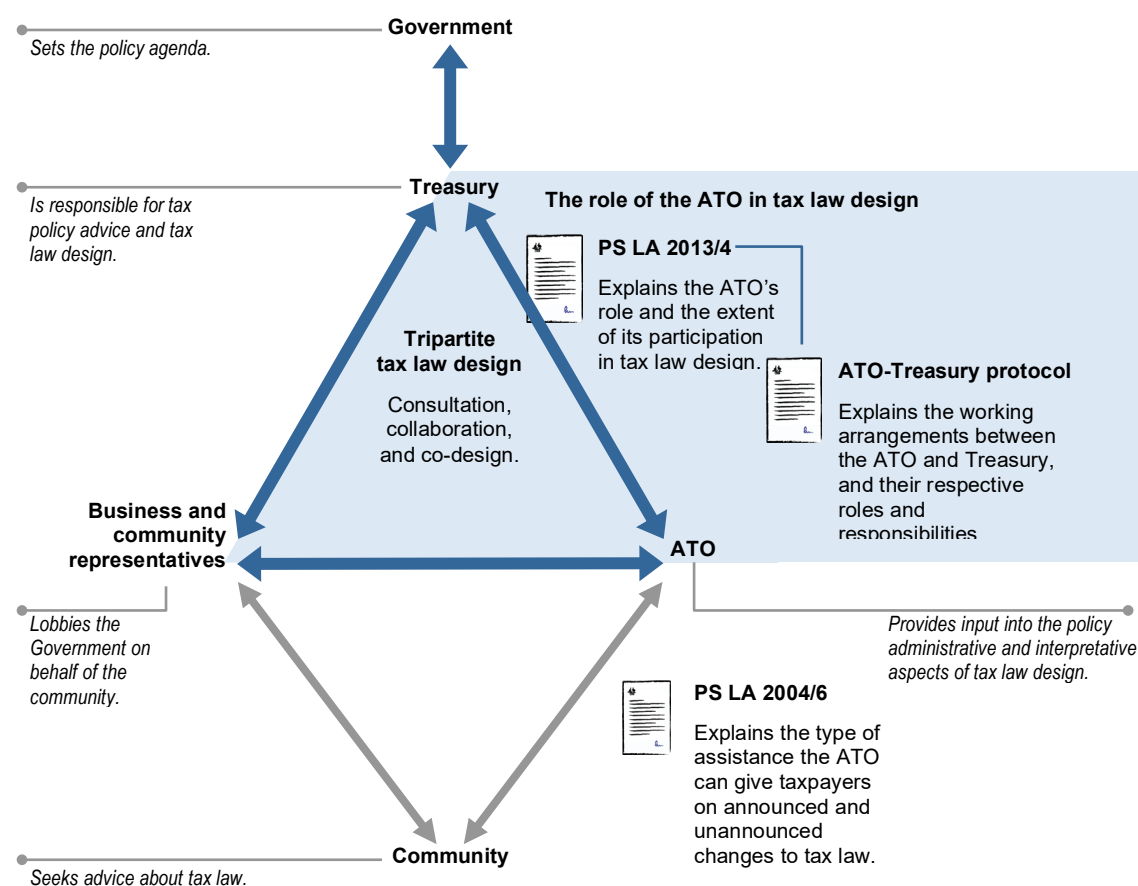 Government
Sets the policy agenda.
Treasury
Is responsible for tax
policy advice and tax
law design.
The role of the ATO in tax law design
PS LA 2013/4
Explains the ATO’s
role and the extent
of its participation
in tax law design.
Tripartite
tax law design
Consultation,
collaboration,
and co-design.
ATO-Treasury protocol
Explains the working
arrangements between
the ATO and Treasury,
and their respective
roles and
responsibilities
Business and
community
representatives
ATO
Lobbies the
Government on
behalf of the
community.
Provides input into the policy
administrative and interpretative
aspects of tax law design.
PS LA 2004/6
Explains the type of
assistance the ATO
can give taxpayers
on announced and
unannounced
changes to tax law.
Community
Seeks advice about tax law.